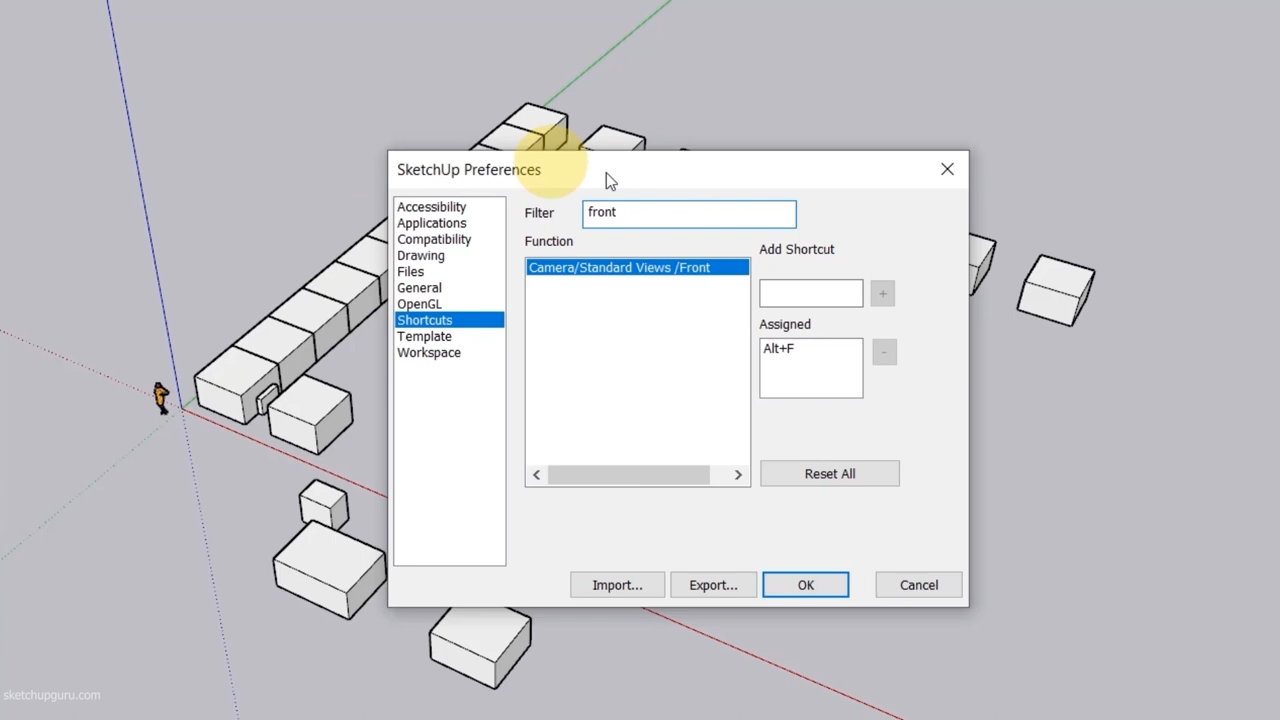 SketchUp Preferences
Accessibility
Applications
Compatibility
Drawing
Files
General
OpenGL
Shortcuts
Template
Workspace
Filter
front
Function
Camera/Standard Views /Front
Add Shortcut
+
Assigned
Alt+F
-
Reset All
Import...
Export...
OK
Cancel
sketchupguru.com